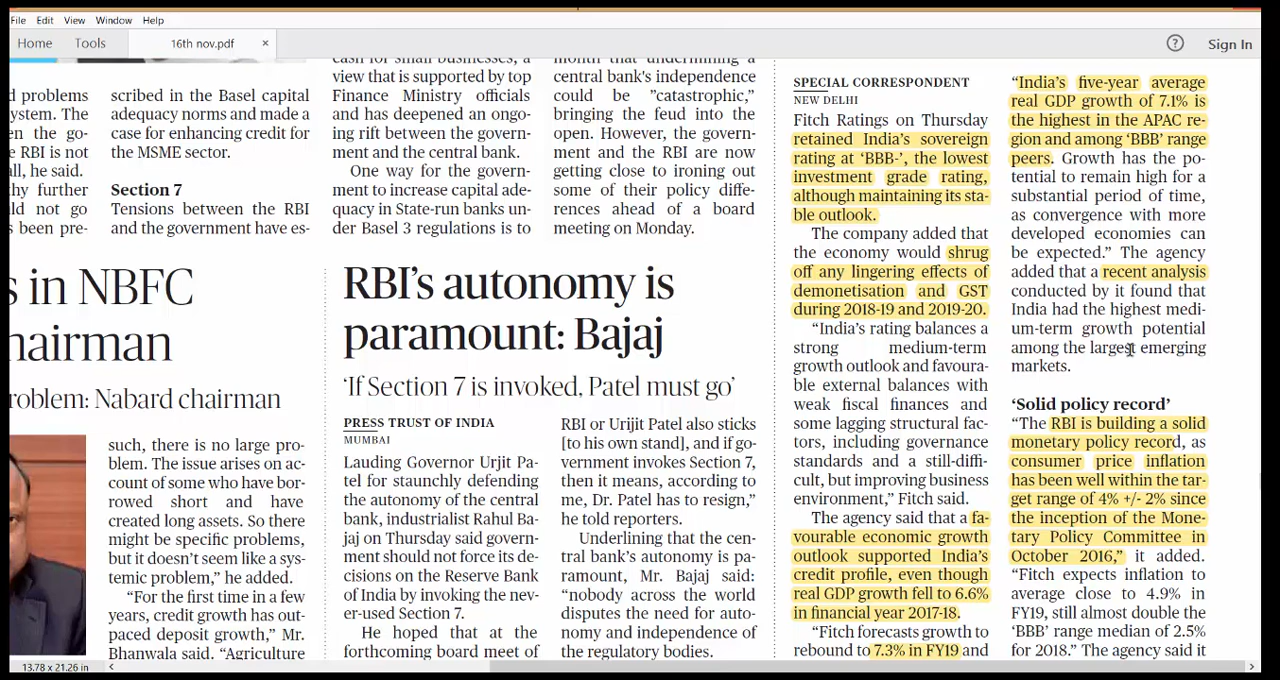 File Edit View Window Help
Home Tools 16th nov.pdf ×
? Sign In
d problems
ystem. The
en the go-
e RBI is not
all, he said.
thy further
ld not go
s been pre-
scribed in the Basel capital
adequacy norms and made a
case for enhancing credit for
the MSME sector.
Section 7
Tensions between the RBI
and the government have es-
cash for small businesses, a
view that is supported by top
Finance Ministry officials
and has deepened an ongo-
ing rift between the govern-
ment and the central bank.
One way for the govern-
ment to increase capital ade-
quacy in State-run banks un-
der Basel 3 regulations is to
month that undermining a
central bank's independence
could be "catastrophic,"
bringing the feud into the
open. However, the govern-
ment and the RBI are now
getting close to ironing out
some of their policy diffe-
rences ahead of a board
meeting on Monday.
s in NBFC
hairman
roblem: Nabard chairman
such, there is no large pro-
blem. The issue arises on ac-
count of some who have bor-
rowed short and have
created long assets. So there
might be specific problems,
but it doesn't seem like a sys-
temic problem,” he added.
“For the first time in a few
years, credit growth has out-
paced deposit growth,” Mr.
Bhanwala said. “Agriculture
RBI’s autonomy is
paramount: Bajaj
‘If Section 7 is invoked, Patel must go’
PRESS TRUST OF INDIA
MUMBAI
Lauding Governor Urjit Pa-
tel for staunchly defending
the autonomy of the central
bank, industrialist Rahul Ba-
jaj on Thursday said govern-
ment should not force its de-
cisions on the Reserve Bank
of India by invoking the nev-
er-used Section 7.
He hoped that at the
forthcoming board meet of
RBI or Urijit Patel also sticks
[to his own stand], and if go-
vernment invokes Section 7,
then it means, according to
me, Dr. Patel has to resign,”
he told reporters.
Underlining that the cen-
tral bank’s autonomy is pa-
ramount, Mr. Bajaj said:
“nobody across the world
disputes the need for auto-
nomy and independence of
the regulatory bodies.
SPECIAL CORRESPONDENT
NEW DELHI
Fitch Ratings on Thursday
retained India’s sovereign
rating at ‘BBB-’, the lowest
investment grade rating,
although maintaining its sta-
ble outlook.
The company added that
the economy would shrug
off any lingering effects of
demonetisation and GST
during 2018-19 and 2019-20.
“India’s rating balances a
strong medium-term
growth outlook and favoura-
ble external balances with
weak fiscal finances and
some lagging structural fac-
tors, including governance
standards and a still-diffi-
cult, but improving business
environment,” Fitch said.
The agency said that a fa-
vourable economic growth
outlook supported India’s
credit profile, even though
real GDP growth fell to 6.6%
in financial year 2017-18.
“Fitch forecasts growth to
rebound to 7.3% in FY19 and
“India’s five-year average
real GDP growth of 7.1% is
the highest in the APAC re-
gion and among ‘BBB’ range
peers. Growth has the po-
tential to remain high for a
substantial period of time,
as convergence with more
developed economies can
be expected.” The agency
added that a recent analysis
conducted by it found that
India had the highest medi-
um-term growth potential
among the largest emerging
markets.
‘Solid policy record’
“The RBI is building a solid
monetary policy record, as
consumer price inflation
has been well within the tar-
get range of 4% +/- 2% since
the inception of the Mone-
tary Policy Committee in
October 2016,” it added.
“Fitch expects inflation to
average close to 4.9% in
FY19, still almost double the
‘BBB’ range median of 2.5%
for 2018.” The agency said it
13.78 x 21.26 in